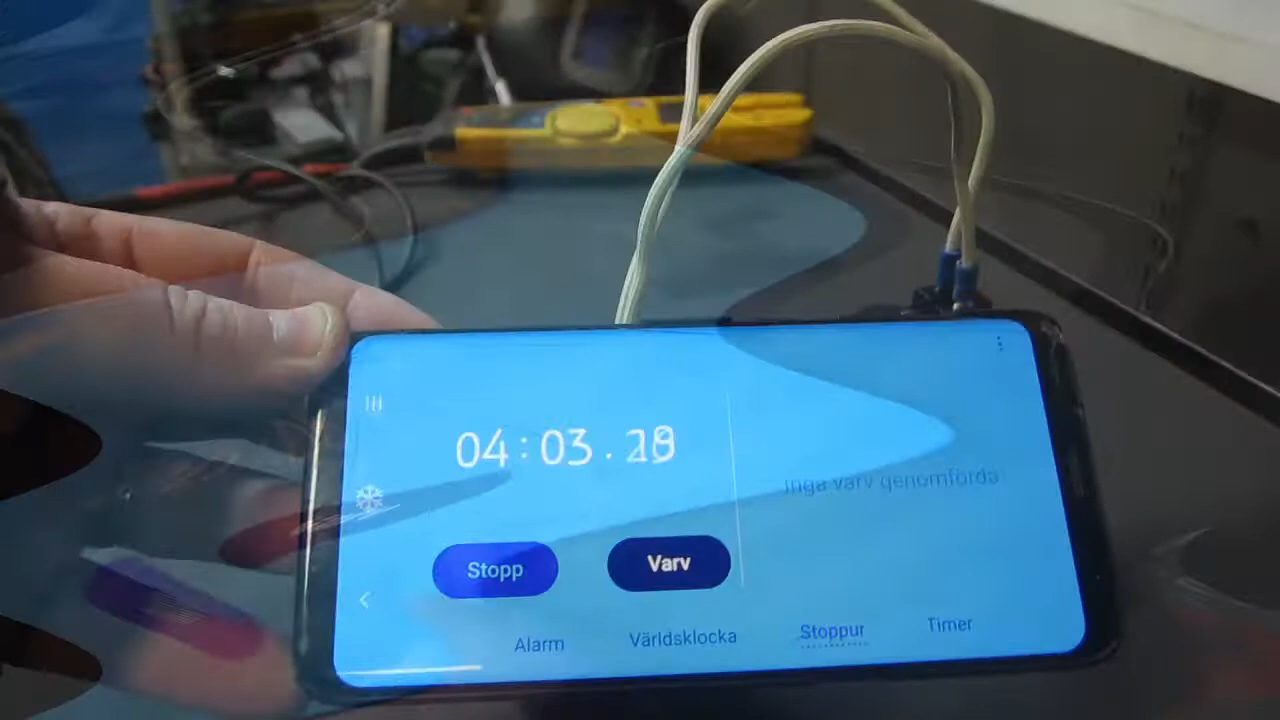 04:03.
Inga varv genomförda
Stopp
Varv
Alarm
Världsklocka
Stoppur
Timer